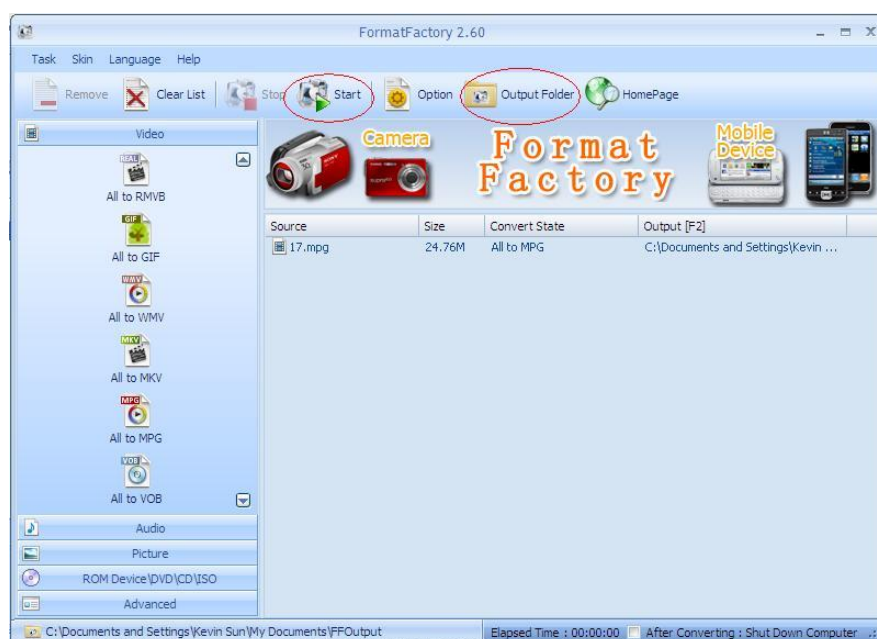 FormatFactory 2.60
Task Skin Language Help
Remove Clear List Stop Start Option Output Folder HomePage
Video
REAL
All to RMVB
GIF
All to GIF
WMV
All to WMV
MKV
All to MKV
MPG
All to MPG
VOB
All to VOB
Audio
Picture
ROM Device\DVD\CD\ISO
Advanced
Camera
Format
Factory
Mobile
Device
Source Size Convert State Output [F2]
17.mpg 24.76M All to MPG C:\Documents and Settings\Kevin ...
C:\Documents and Settings\Kevin Sun\My Documents\FFOutput
Elapsed Time : 00:00:00 After Converting : Shut Down Computer